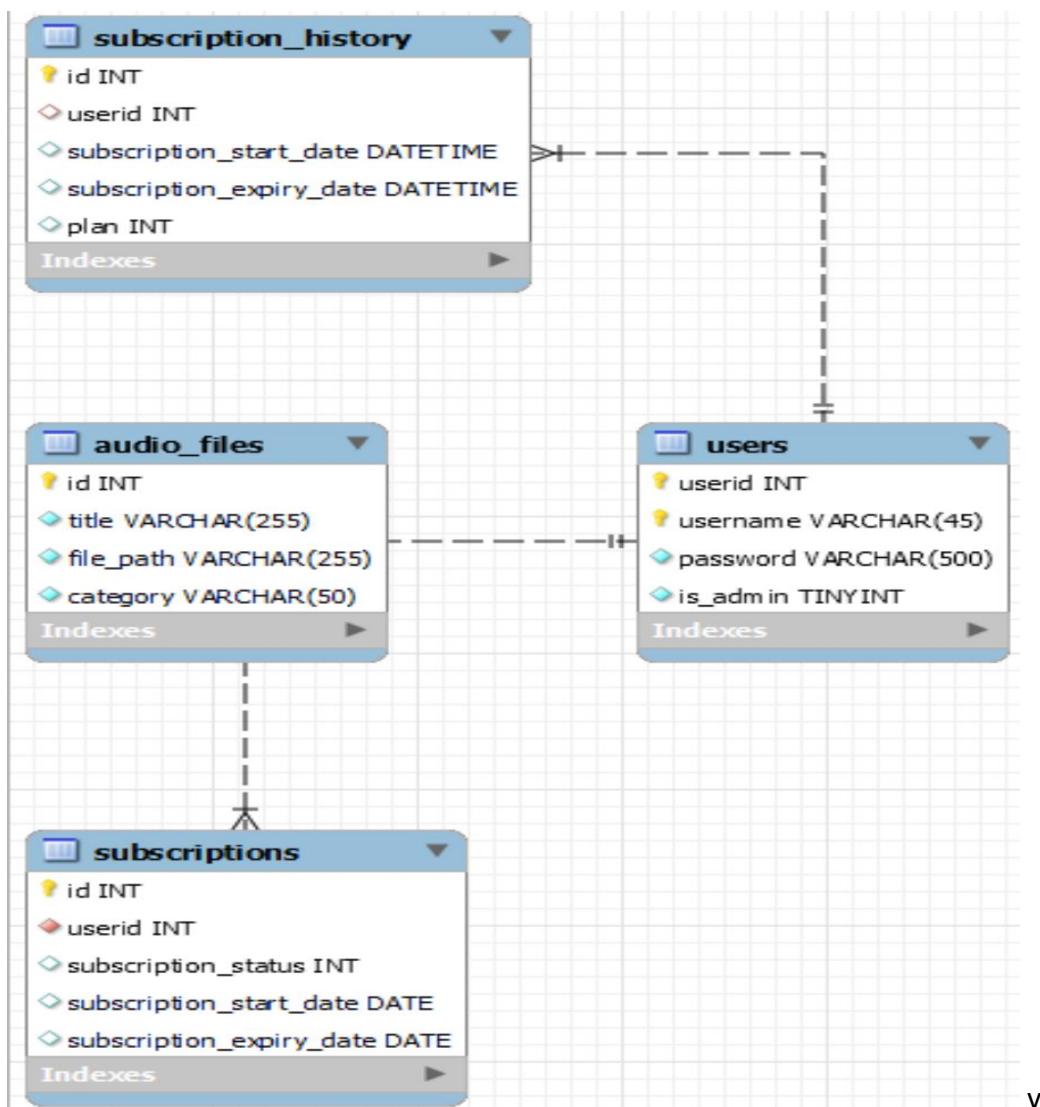 subscription_history
id INT
userid INT
subscription_start_date DATETIME
subscription_expiry_date DATETIME
plan INT
Indexes
audio_files
id INT
title VARCHAR(255)
file_path VARCHAR(255)
category VARCHAR(50)
Indexes
users
userid INT
username VARCHAR(45)
password VARCHAR(500)
is_admin TINYINT
Indexes
subscriptions
id INT
userid INT
subscription_status INT
subscription_start_date DATE
subscription_expiry_date DATE
Indexes
v